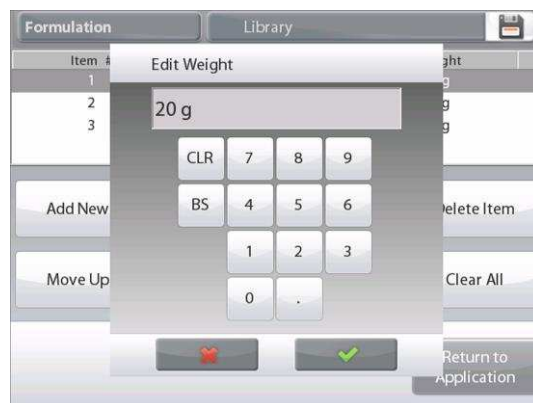 Formulation Library
Item #
Edit Weight
ght
1
g
20 g
2
g
3
g
CLR 7 8 9
Add New
BS 4 5 6
Delete Item
1 2 3
Move Up
Clear All
0 .
Return to
Application